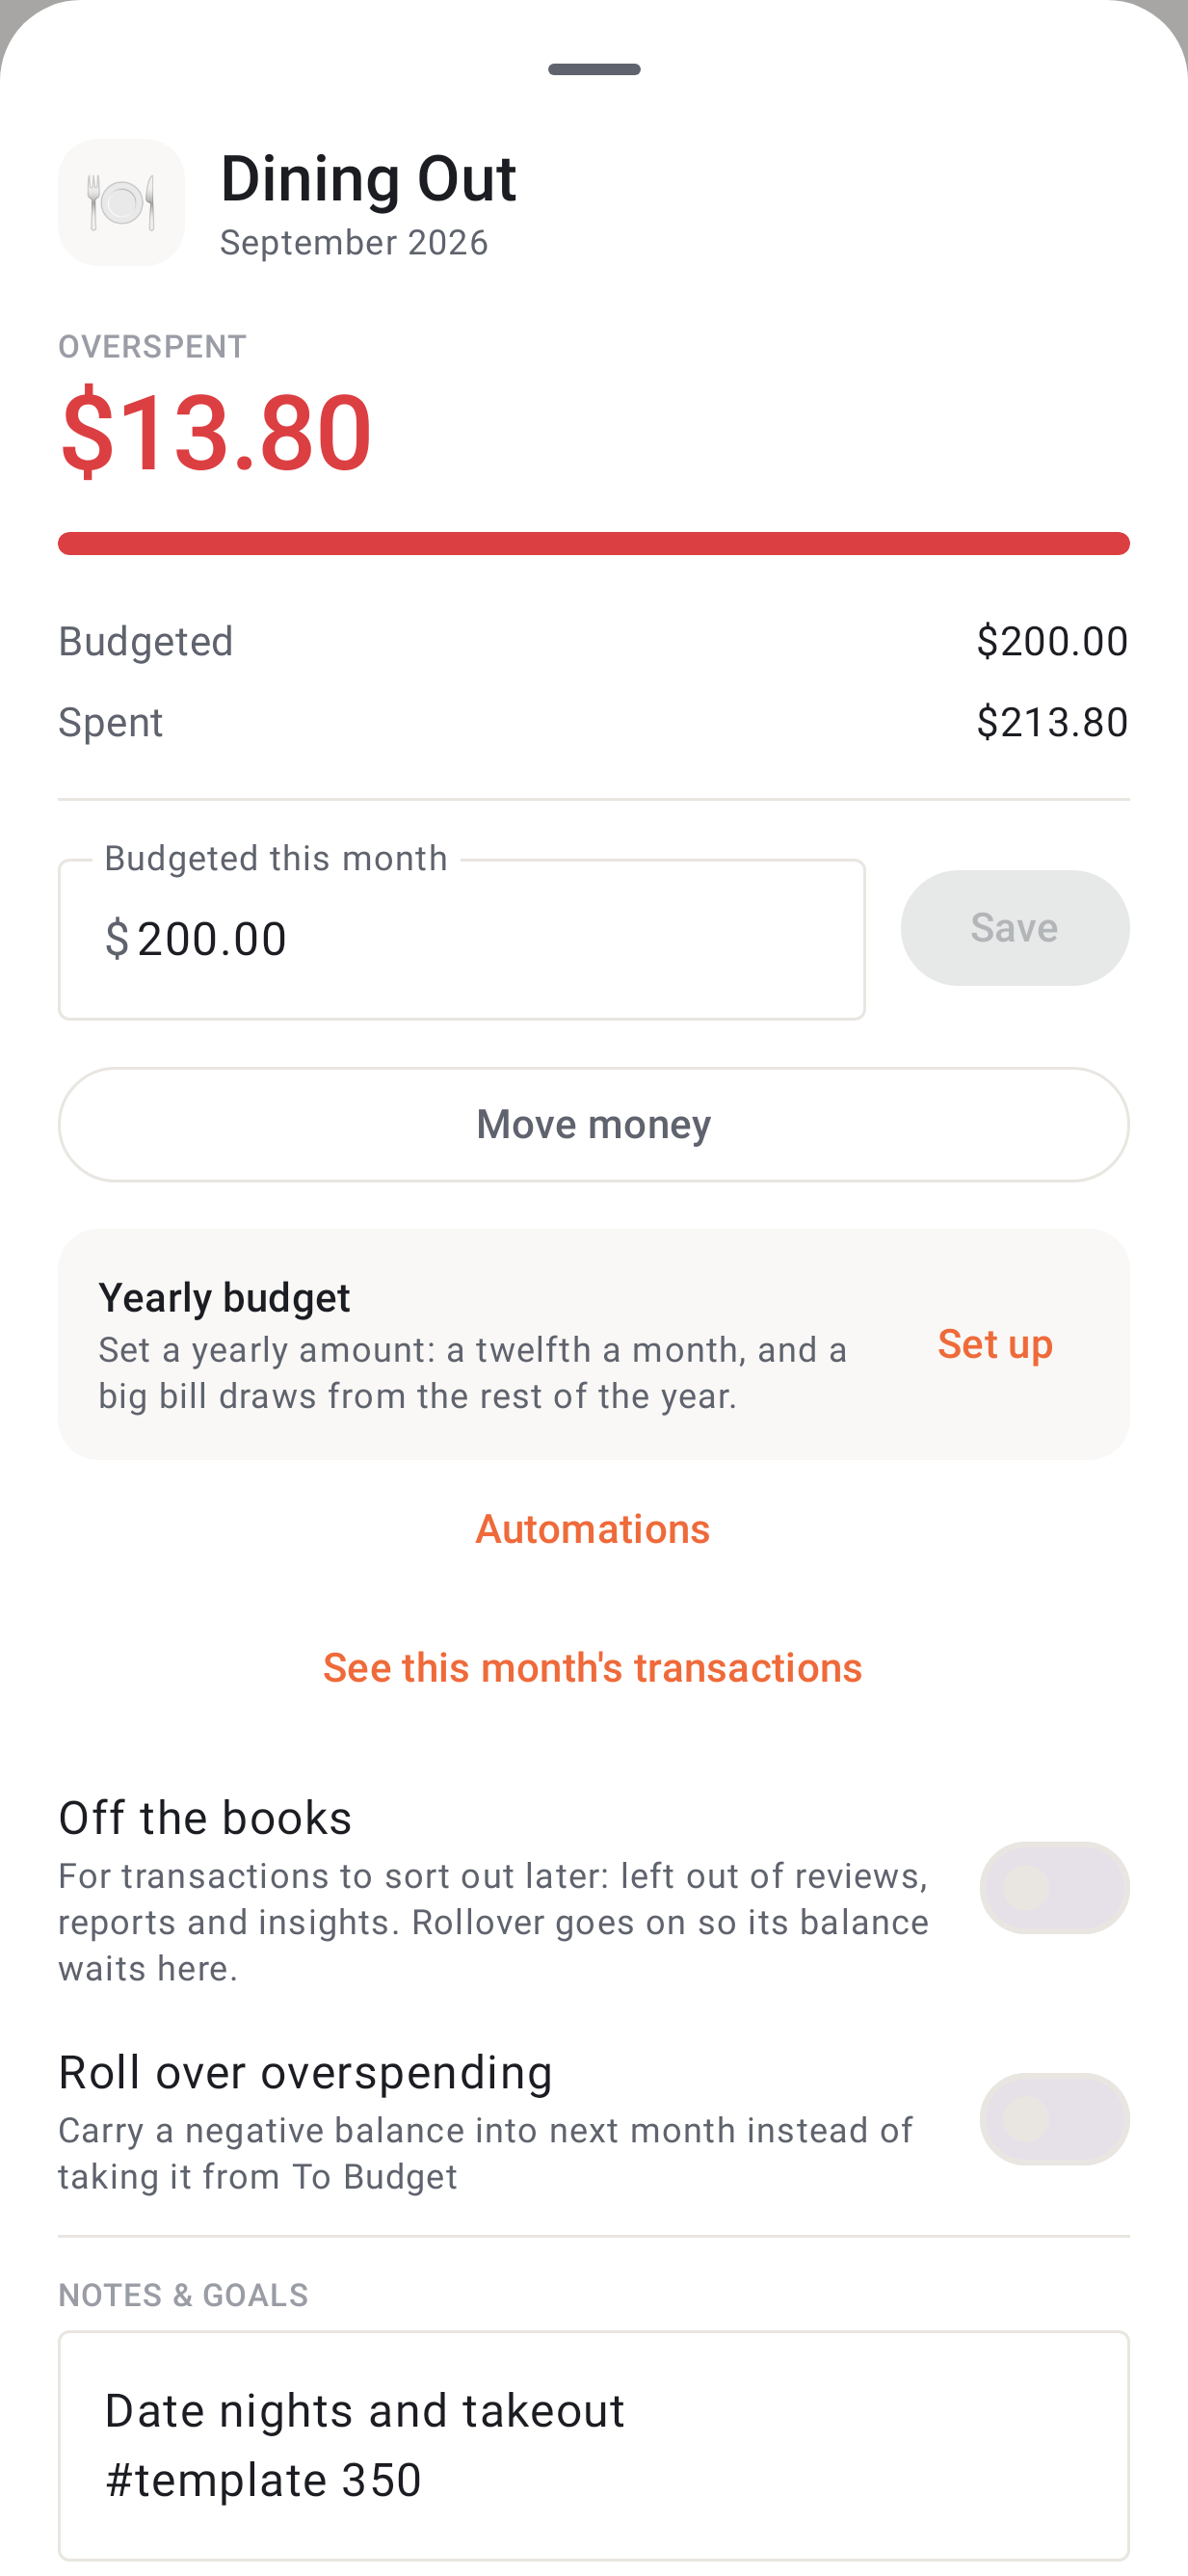 Dining Out
September 2026
OVERSPENT
$13.80
Budgeted $200.00
Spent $213.80
Budgeted this month
$ 200.00
Save
Move money
Yearly budget
Set a yearly amount: a twelfth a month, and a
big bill draws from the rest of the year.
Set up
Automations
See this month's transactions
Off the books
For transactions to sort out later: left out of reviews,
reports and insights. Rollover goes on so its balance
waits here.
Roll over overspending
Carry a negative balance into next month instead of
taking it from To Budget
NOTES & GOALS
Date nights and takeout
#template 350